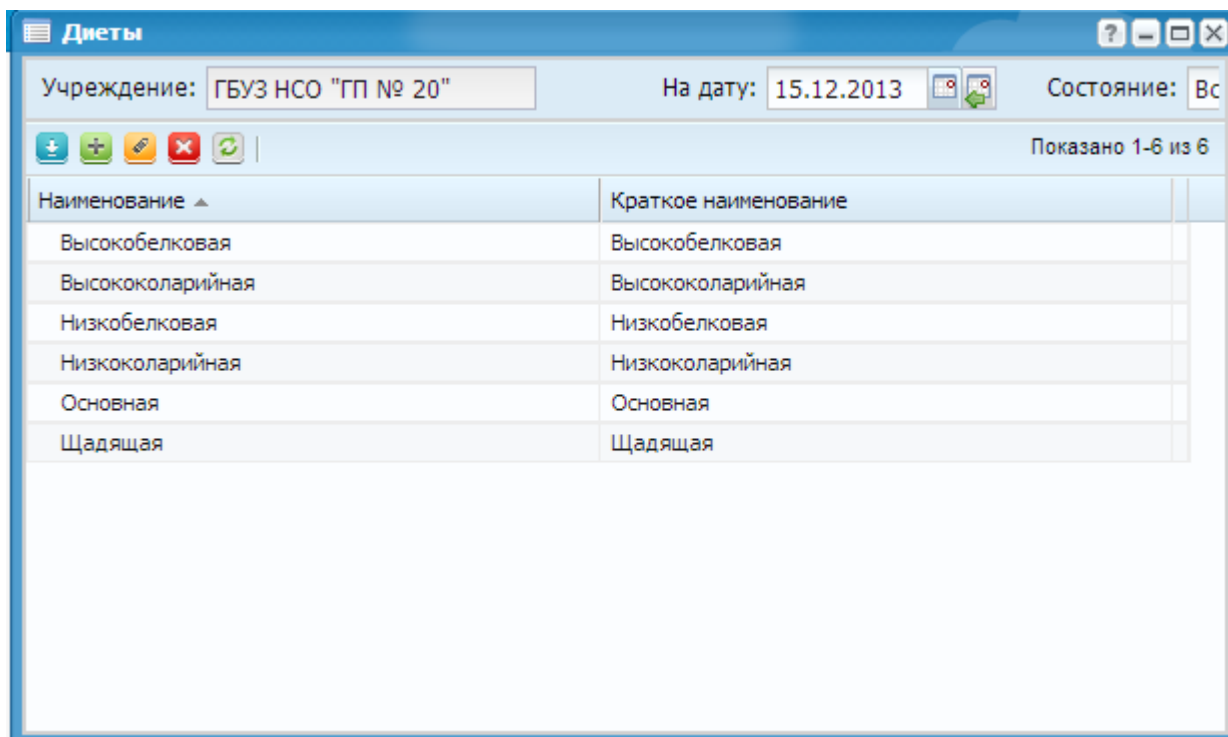 Диеты
Учреждение: ГБУЗ НСО "ГП № 20" На дату: 15.12.2013 Состояние: Вс
Показано 1-6 из 6
Наименование Краткое наименование
Высокобелковая Высокобелковая
Высококоларийная Высококоларийная
Низкобелковая Низкобелковая
Низкоколарийная Низкоколарийная
Основная Основная
Щадящая Щадящая